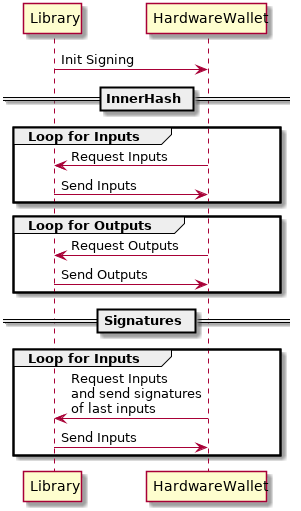 Library HardwareWallet
Init Signing
InnerHash
Loop for Inputs
Request Inputs
Send Inputs
Loop for Outputs
Request Outputs
Send Outputs
Signatures
Loop for Inputs
Request Inputs
and send signatures
of last inputs
Send Inputs
Library HardwareWallet